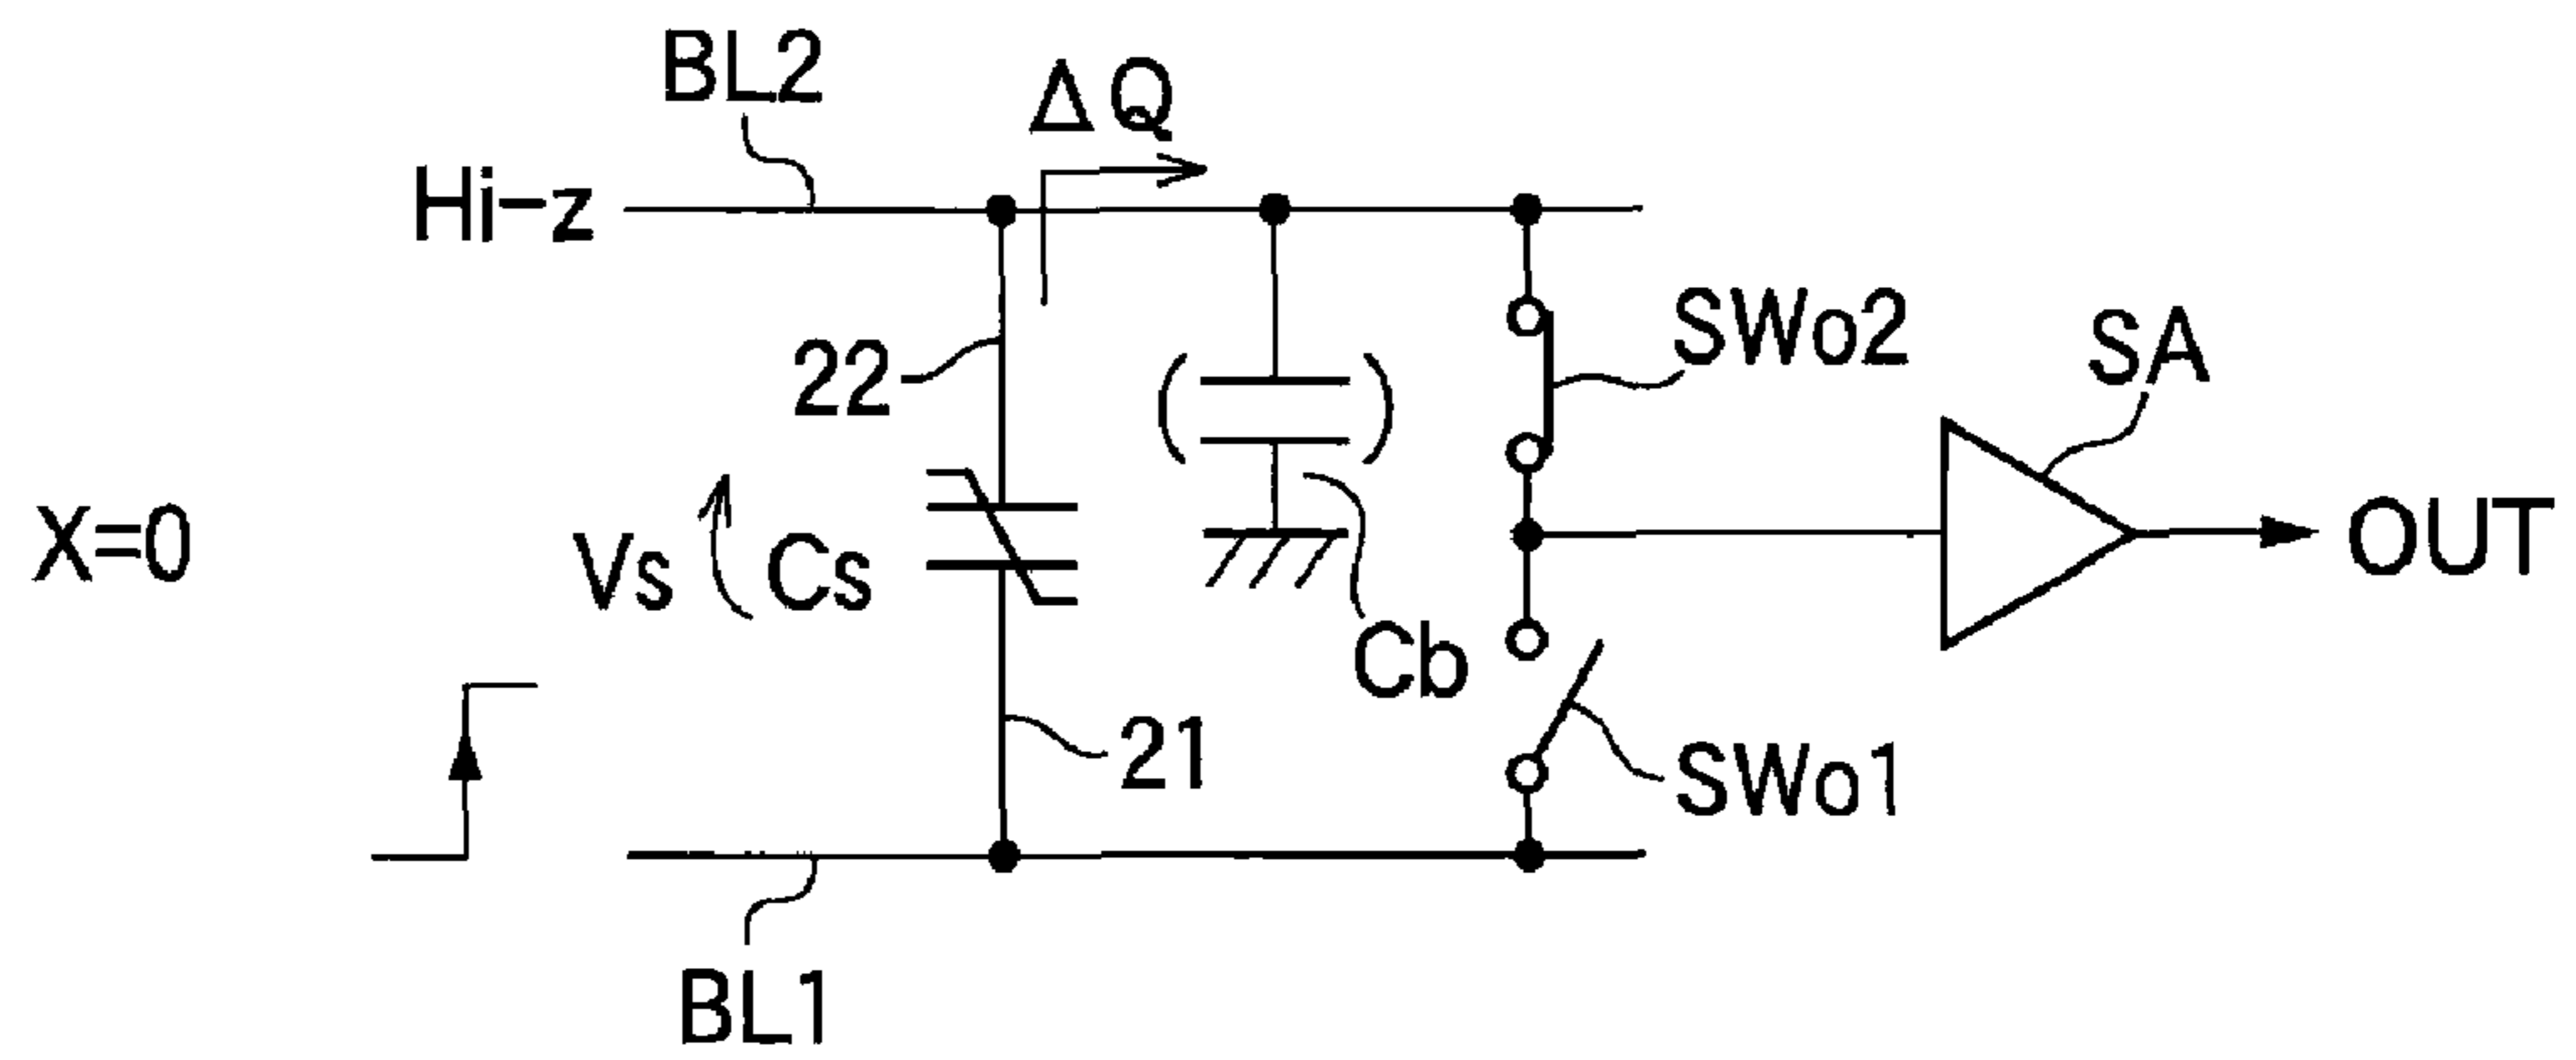 BL2
ΔQ
Hi-z
22
SWo2
SA
X=0
Vs
Cs
Cb
OUT
21
SWo1
BL1